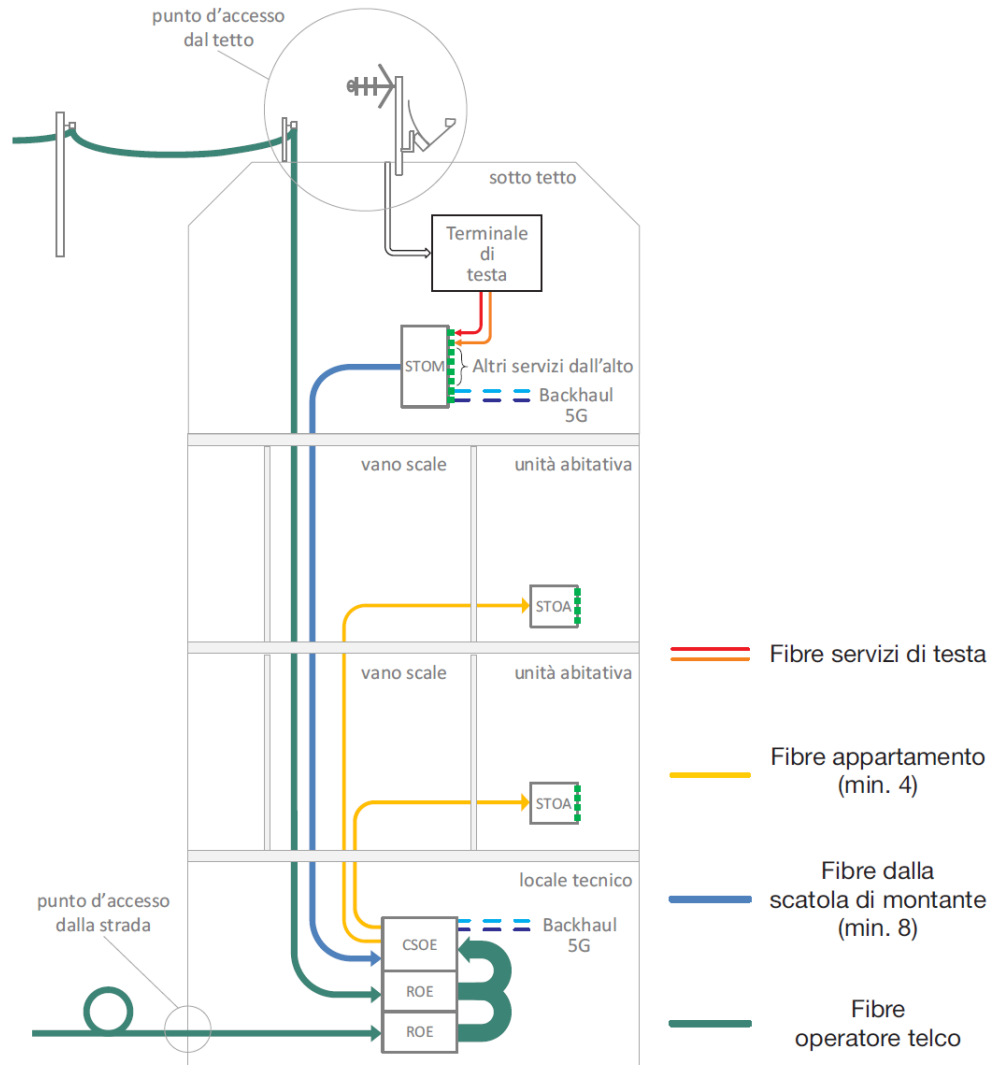 punto d'accesso
dal tetto
sotto tetto
Terminale
di
testa
STOM
Altri servizi dall'alto
Backhaul
5G
vano scale
unità abitativa
STOA
vano scale
unità abitativa
STOA
locale tecnico
punto d'accesso
dalla strada
CSOE
Backhaul
5G
ROE
ROE
Fibre servizi di testa
Fibre appartamento
(min. 4)
Fibre dalla
scatola di montante
(min. 8)
Fibre
operatore telco